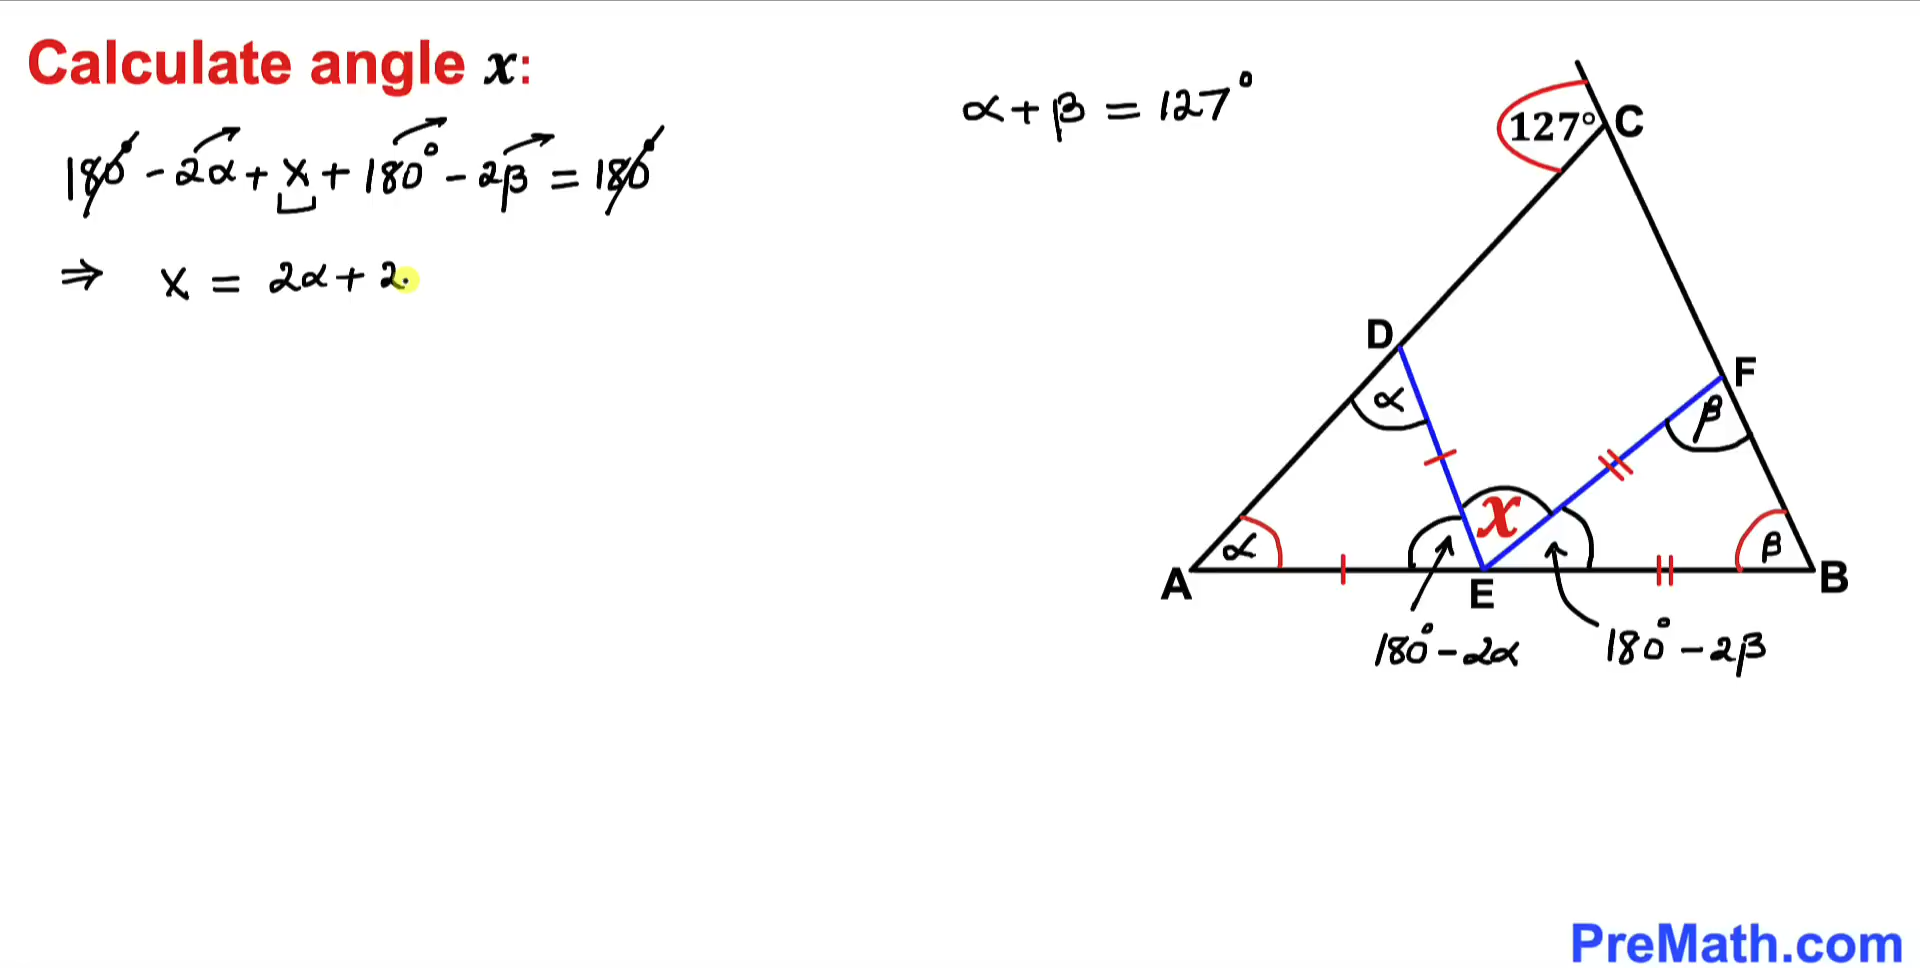 Calculate angle x:
α + β = 127°
180° - 2α + x + 180° - 2β = 180°
⇒ x = 2α + 2
127°
C
D
F
α
β
x
α
β
A
E
B
180° - 2α
180° - 2β
PreMath.com